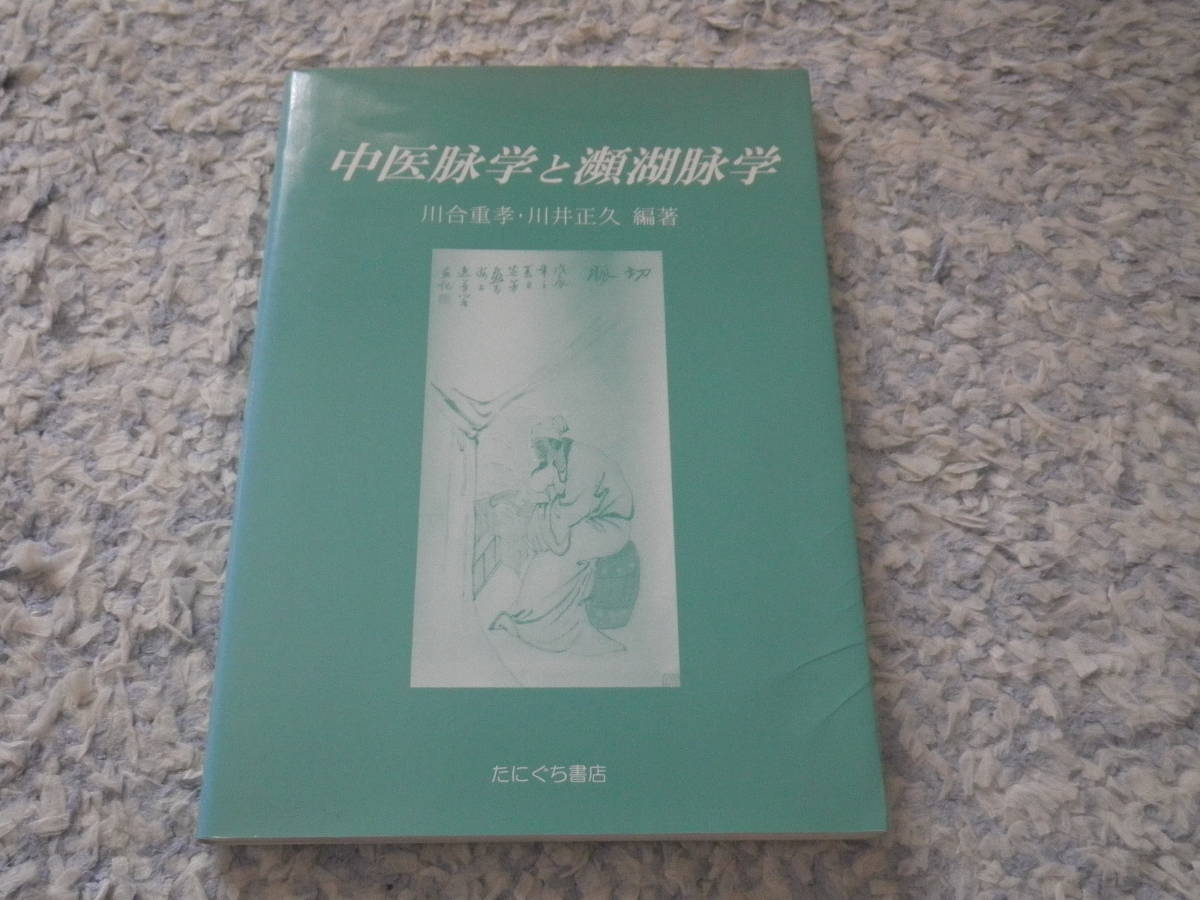 中医脉学と瀕湖脉学
川合重孝・川井正久 編著
切脈
たにぐち書店